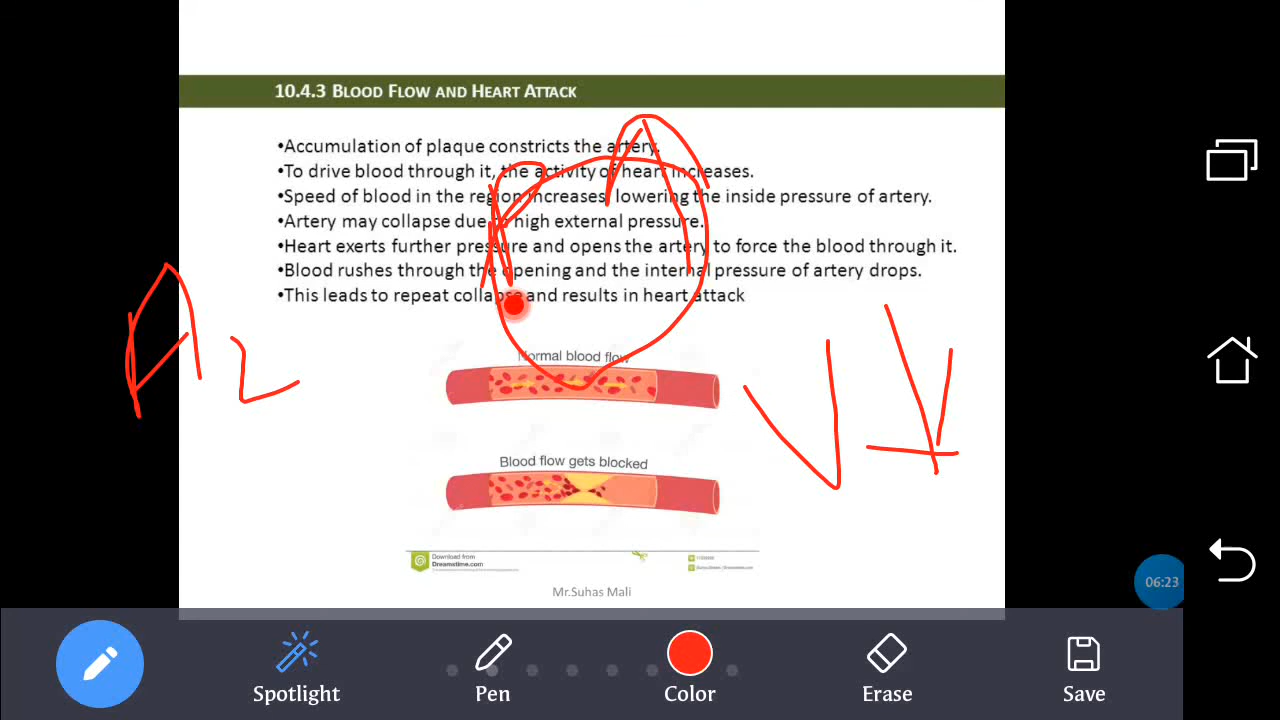 10.4.3 BLOOD FLOW AND HEART ATTACK
•Accumulation of plaque constricts the artery.
•To drive blood through it, the activity of heart increases.
•Speed of blood in the region increases, lowering the inside pressure of artery.
•Artery may collapse due to high external pressure.
•Heart exerts further pressure and opens the artery to force the blood through it.
•Blood rushes through the opening and the internal pressure of artery drops.
•This leads to repeat collapse and results in heart attack
Normal blood flow
A2
Blood flow gets blocked
Download from
Dreamstime.com
Mr.Suhas Mali
06:23
Spotlight
Pen
Color
Erase
Save